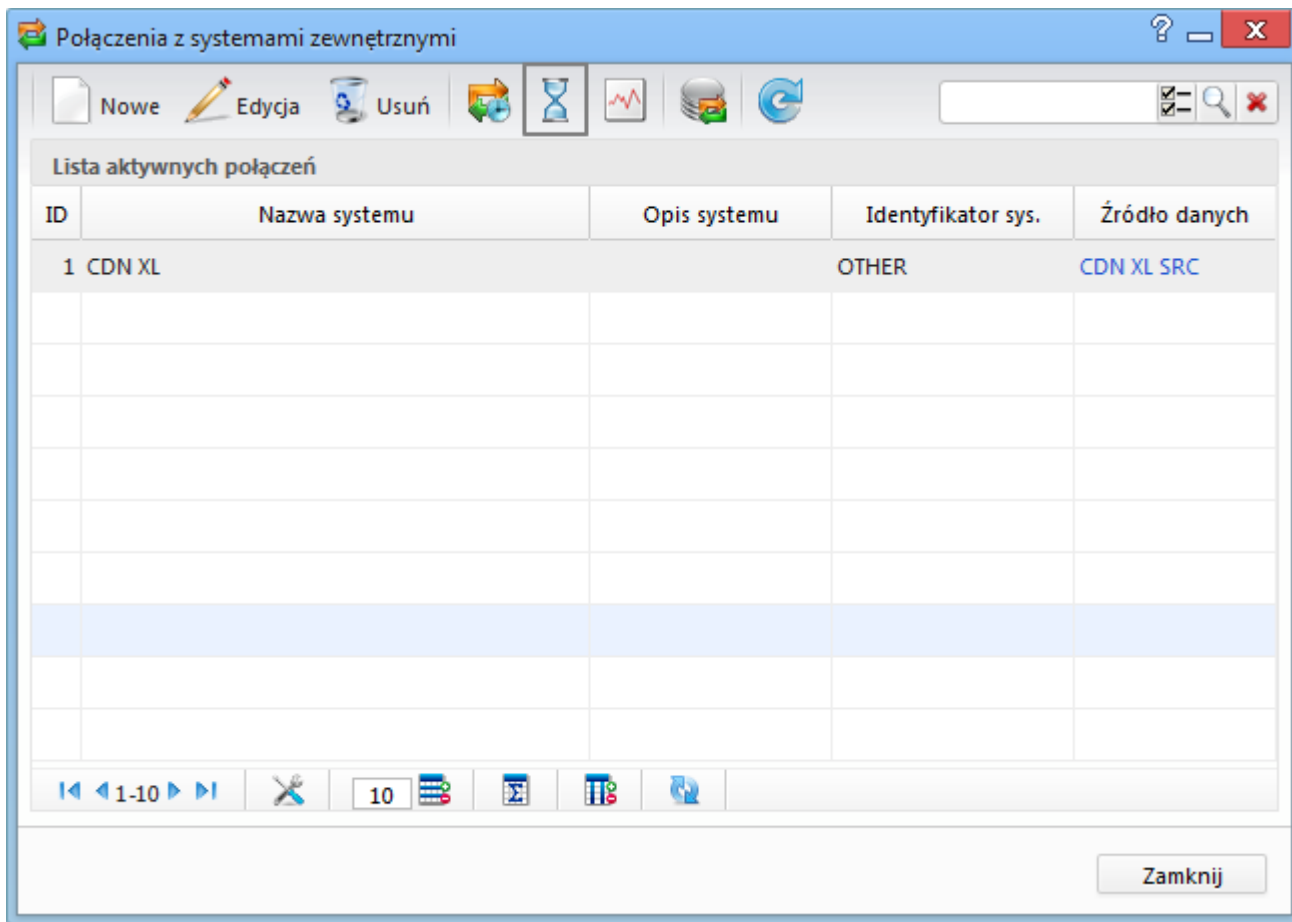 Połączenia z systemami zewnętrznymi
Nowe Edycja Usuń
Lista aktywnych połączeń
ID Nazwa systemu Opis systemu Identyfikator sys. Źródło danych
1 CDN XL OTHER CDN XL SRC
1-10 10
Zamknij